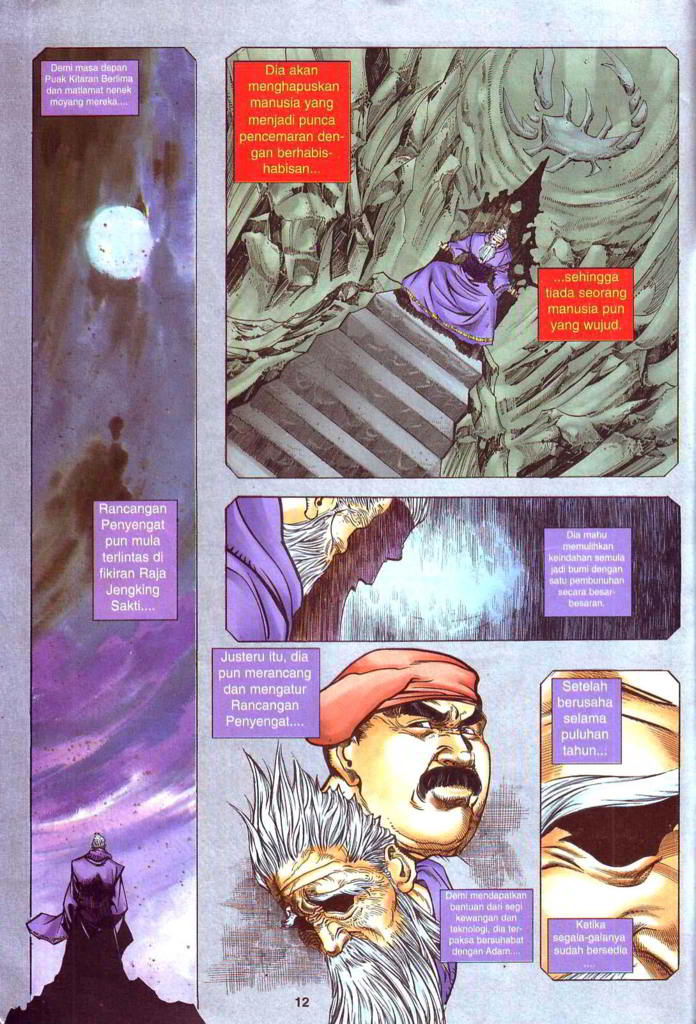 Demi masa depan
Puak Kitaran Berlima
dan matlamat nenek
moyang mereka....
Rancangan
Penyengat
pun mula
terlintas di
fikiran Raja
Jengking
Sakti....
Dia akan
menghapuskan
manusia yang
menjadi punca
pencemaran den-
gan berhabis-
habisan...
...sehingga
tiada seorang
manusia pun
yang wujud.
Dia mahu
memulihkan
keindahan semula
jadi bumi dengan
satu pembunuhan
secara besar-
besaran.
Justeru itu, dia
pun merancang
dan mengatur
Rancangan
Penyengat....
Demi mendapatkan
bantuan dari segi
kewangan dan
teknologi, dia ter-
paksa bersuhabat
dengan Adam....
Setelah
berusaha
selama
puluhan
tahun...
Ketika
segala-galanya
sudah bersedia
....
12